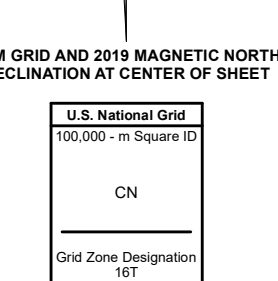 M GRID AND 2019 MAGNETIC NORTH
ECLINATION AT CENTER OF SHEET
U.S. National Grid
100,000 - m Square ID
CN
Grid Zone Designation
16T